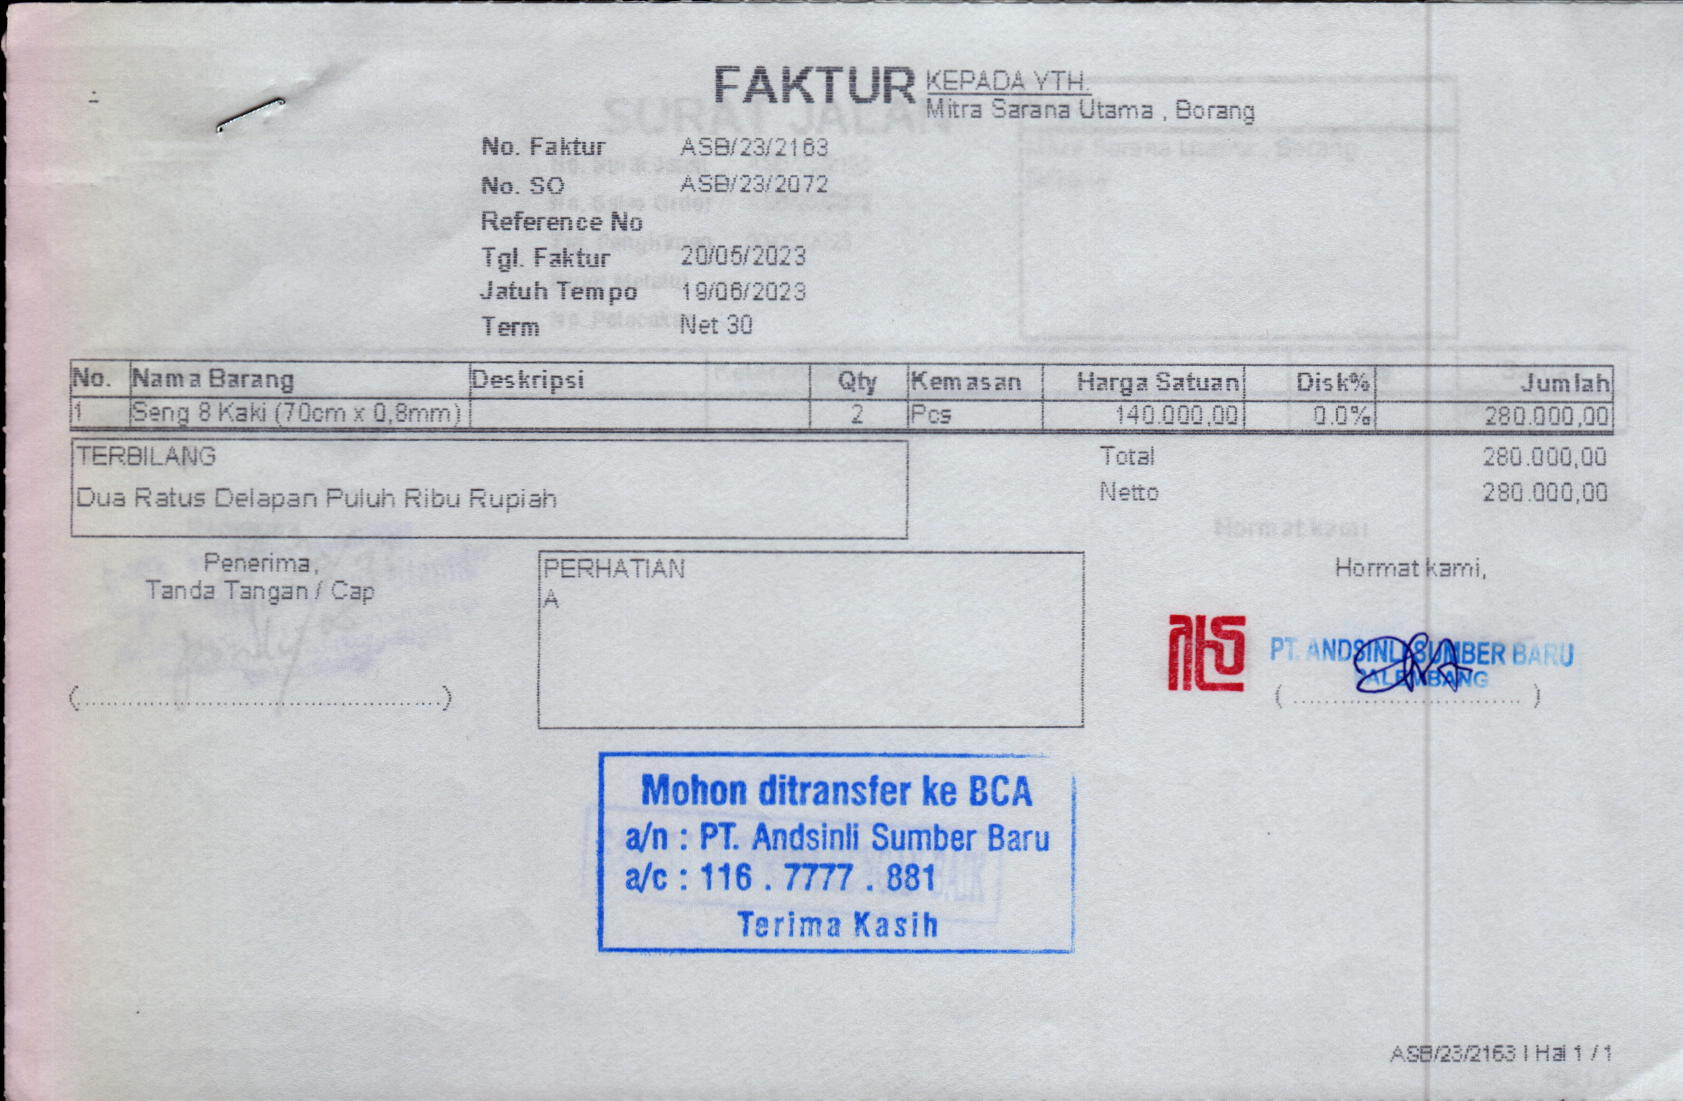 FAKTUR
KEPADA YTH.
Mitra Sarana Utama , Borang
No. Faktur ASB/23/2163
No. SO ASB/23/2072
Reference No
Tgl. Faktur 20/05/2023
Jatuh Tempo 19/06/2023
Term Net 30
No. Nama Barang Deskripsi Qty Kemasan Harga Satuan Disk% Jumlah
1 Seng 8 Kaki (70cm x 0,8mm) 2 Pcs 140.000,00 0.0% 280.000,00
TERBILANG
Dua Ratus Delapan Puluh Ribu Rupiah
Total 280.000,00
Netto 280.000,00
Penerima,
Tanda Tangan / Cap
PERHATIAN
A
Hormat kami,
PT. ANDSINLI SUMBER BARU
PALEMBANG
Mohon ditransfer ke BCA
a/n : PT. Andsinli Sumber Baru
a/c : 116 . 7777 . 881
Terima Kasih
ASB/23/2163 | Hal 1 / 1